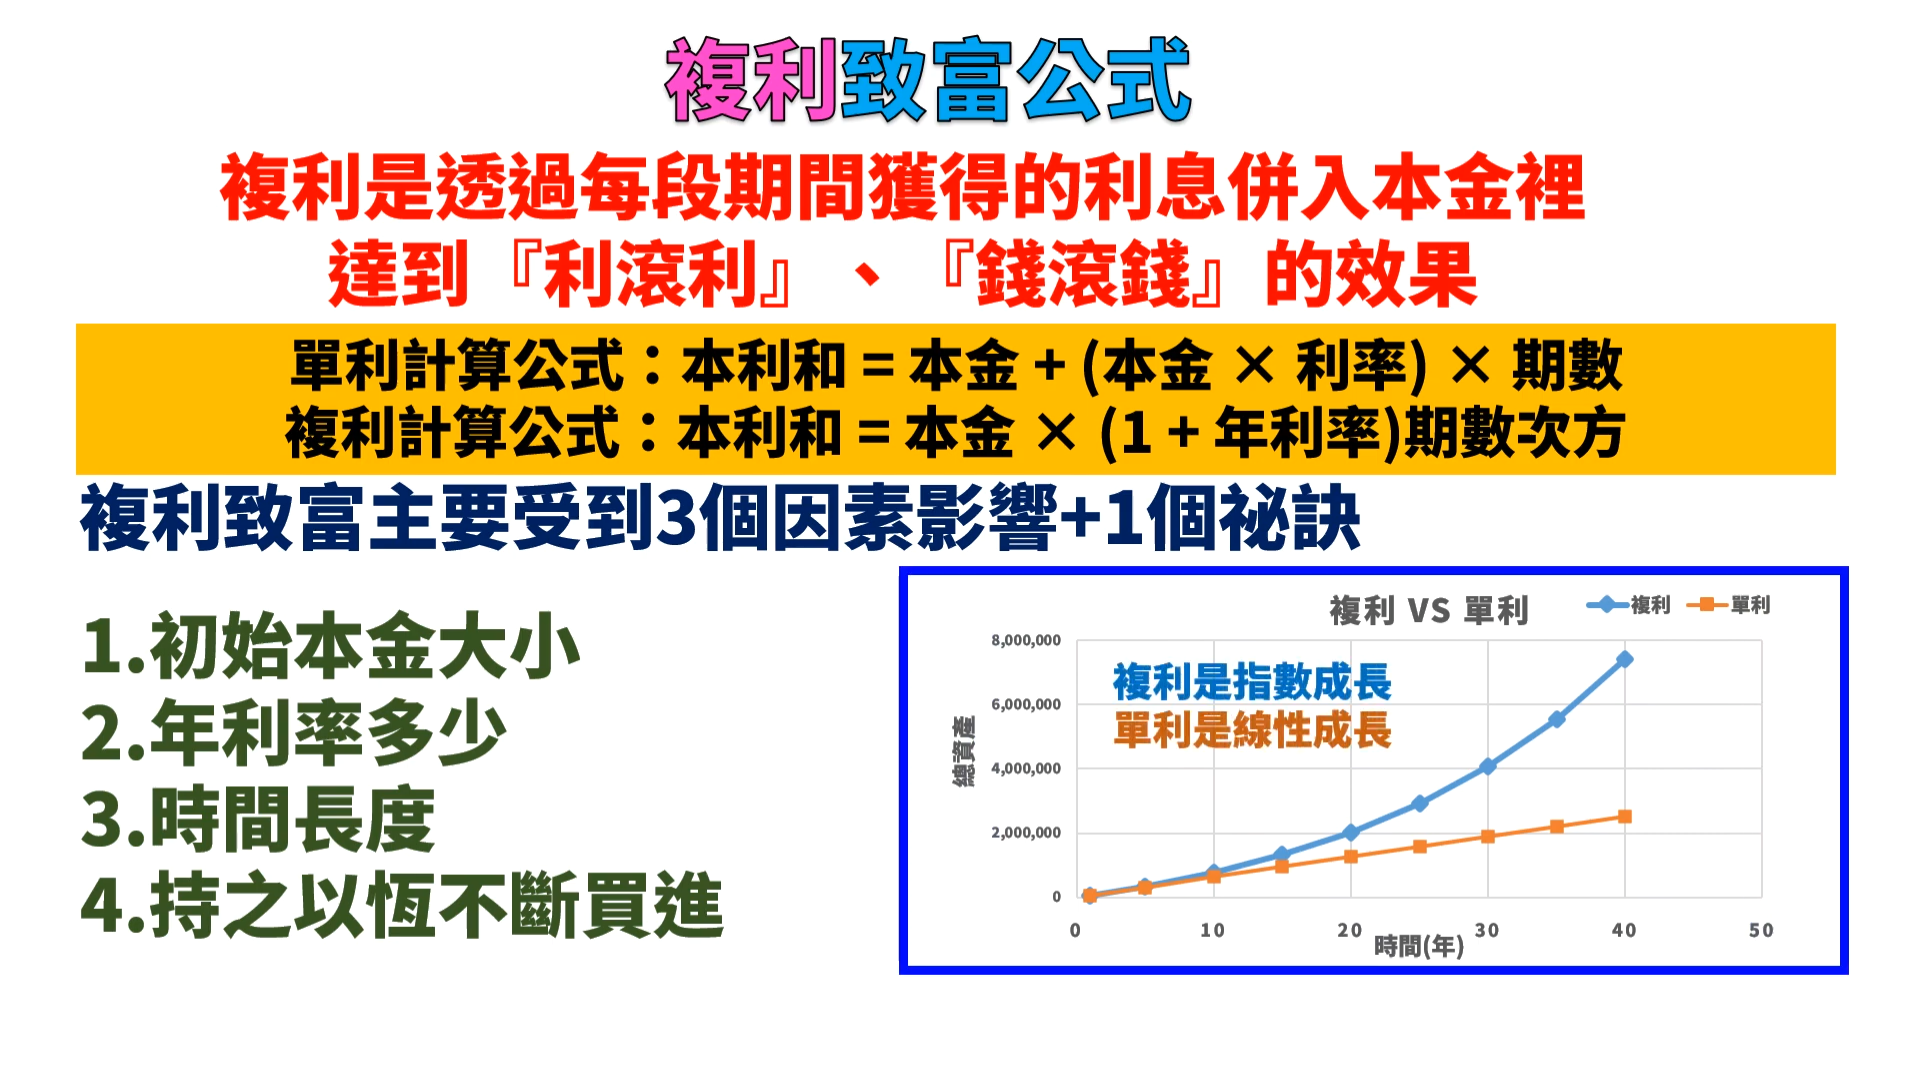 複利致富公式
複利是透過每段期間獲得的利息併入本金裡
達到『利滾利』、『錢滾錢』的效果
單利計算公式：本利和 = 本金 + (本金 × 利率) × 期數
複利計算公式：本利和 = 本金 × (1 + 年利率)期數次方
複利致富主要受到3個因素影響+1個祕訣
1.初始本金大小
2.年利率多少
3.時間長度
4.持之以恆不斷買進
複利 VS 單利
複利 單利
複利是指數成長
單利是線性成長
總資產
8,000,000
6,000,000
4,000,000
2,000,000
0
0 10 20 30 40 50
時間(年)